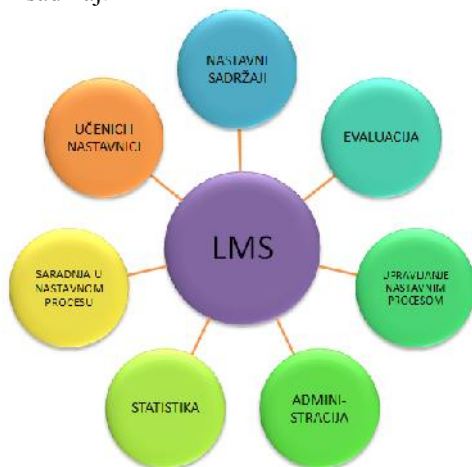 NASTAVNI
SADRŽAJI
EVALUACIJA
UPRAVLJANJE
NASTAVNIM
PROCESOM
ADMINI-
STRACIJA
STATISTIKA
SARADNJA U
NASTAVNOM
PROCESU
UČENICI I
NASTAVNICI
LMS